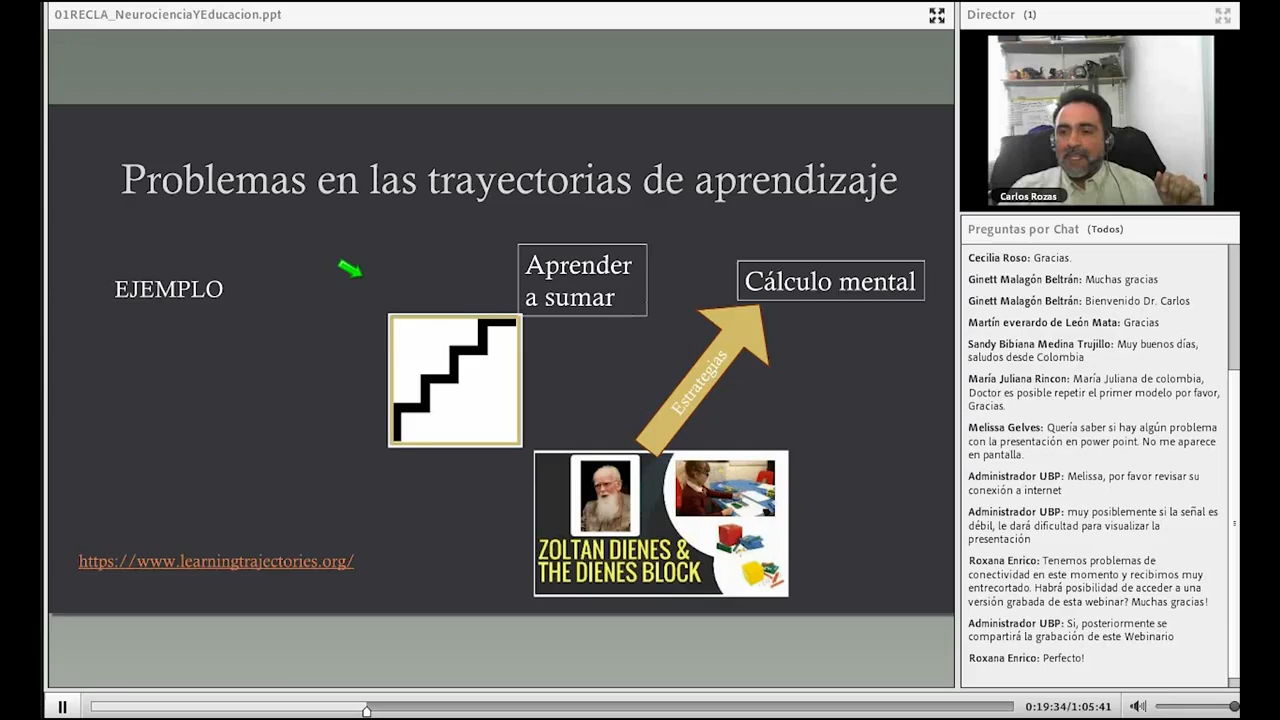 01RECLA_NeurocienciaYEducacion.ppt
Problemas en las trayectorias de aprendizaje
EJEMPLO
Aprender
a sumar
Cálculo mental
Estrategias
ZOLTAN DIENES &
THE DIENES BLOCK
https://www.learningtrajectories.org/
Director (1)
Carlos Rozas
Preguntas por Chat (Todos)
Cecilia Roso: Gracias.
Ginett Malagón Beltrán: Muchas gracias
Ginett Malagón Beltrán: Bienvenido Dr. Carlos
Martín everardo de León Mata: Gracias
Sandy Bibiana Medina Trujillo: Muy buenos días,
saludos desde Colombia
María Juliana Rincon: María Juliana de colombia,
Doctor es posible repetir el primer modelo por favor,
Gracias.
Melissa Gelves: Quería saber si hay algún problema
con la presentación en power point. No me aparece
en pantalla.
Administrador UBP: Melissa, por favor revisar su
conexión a internet
Administrador UBP: muy posiblemente si la señal es
débil, le dará dificultad para visualizar la
presentación
Roxana Enrico: Tenemos problemas de
conectividad en este momento y recibimos muy
entrecortado. Habrá posibilidad de acceder a una
versión grabada de esta webinar? Muchas gracias!
Administrador UBP: Si, posteriormente se
compartirá la grabación de este Webinario
Roxana Enrico: Perfecto!
0:19:34/1:05:41